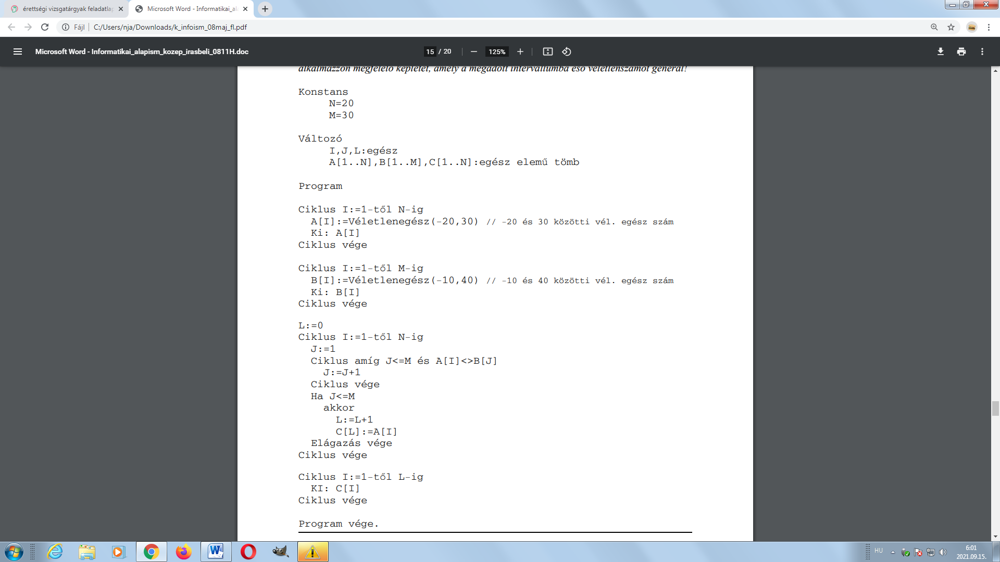 érettségi vizsgatárgyak feladatlap
Microsoft Word - Informatikai_al
Fájl
C:/Users/nja/Downloads/k_infoism_08maj_fl.pdf
Microsoft Word - Informatikai_alapism_kozep_irasbeli_0811H.doc
15 / 20
125%
alkalmazzon megfelelő képletet, amely a megadott intervallumba eső véletlenszámot generál!
Konstans
N=20
M=30
Változó
I,J,L:egész
A[1..N],B[1..M],C[1..N]:egész elemű tömb
Program
Ciklus I:=1-től N-ig
A[I]:=Véletlenegész(-20,30) // -20 és 30 közötti vél. egész szám
Ki: A[I]
Ciklus vége
Ciklus I:=1-től M-ig
B[I]:=Véletlenegész(-10,40) // -10 és 40 közötti vél. egész szám
Ki: B[I]
Ciklus vége
L:=0
Ciklus I:=1-től N-ig
J:=1
Ciklus amíg J<=M és A[I]<>B[J]
J:=J+1
Ciklus vége
Ha J<=M
akkor
L:=L+1
C[L]:=A[I]
Elágazás vége
Ciklus vége
Ciklus I:=1-től L-ig
KI: C[I]
Ciklus vége
Program vége.
HU
6:01
2021.09.15.